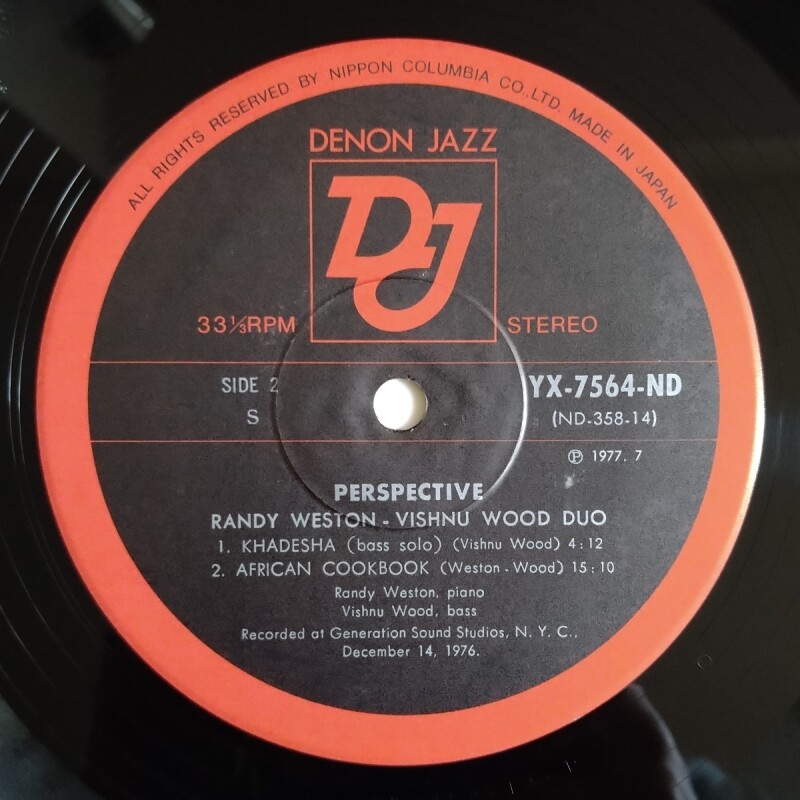 ALL RIGHTS RESERVED BY NIPPON COLUMBIA CO.,LTD. MADE IN JAPAN
DENON JAZZ
DJ
33⅓RPM STEREO
SIDE 2 YX-7564-ND
S (ND-358-14)
℗ 1977. 7
PERSPECTIVE
RANDY WESTON - VISHNU WOOD DUO
1. KHADESHA (bass solo) (Vishnu Wood) 4:12
2. AFRICAN COOKBOOK (Weston - Wood) 15:10
Randy Weston, piano
Vishnu Wood, bass
Recorded at Generation Sound Studios, N. Y. C.,
December 14, 1976.